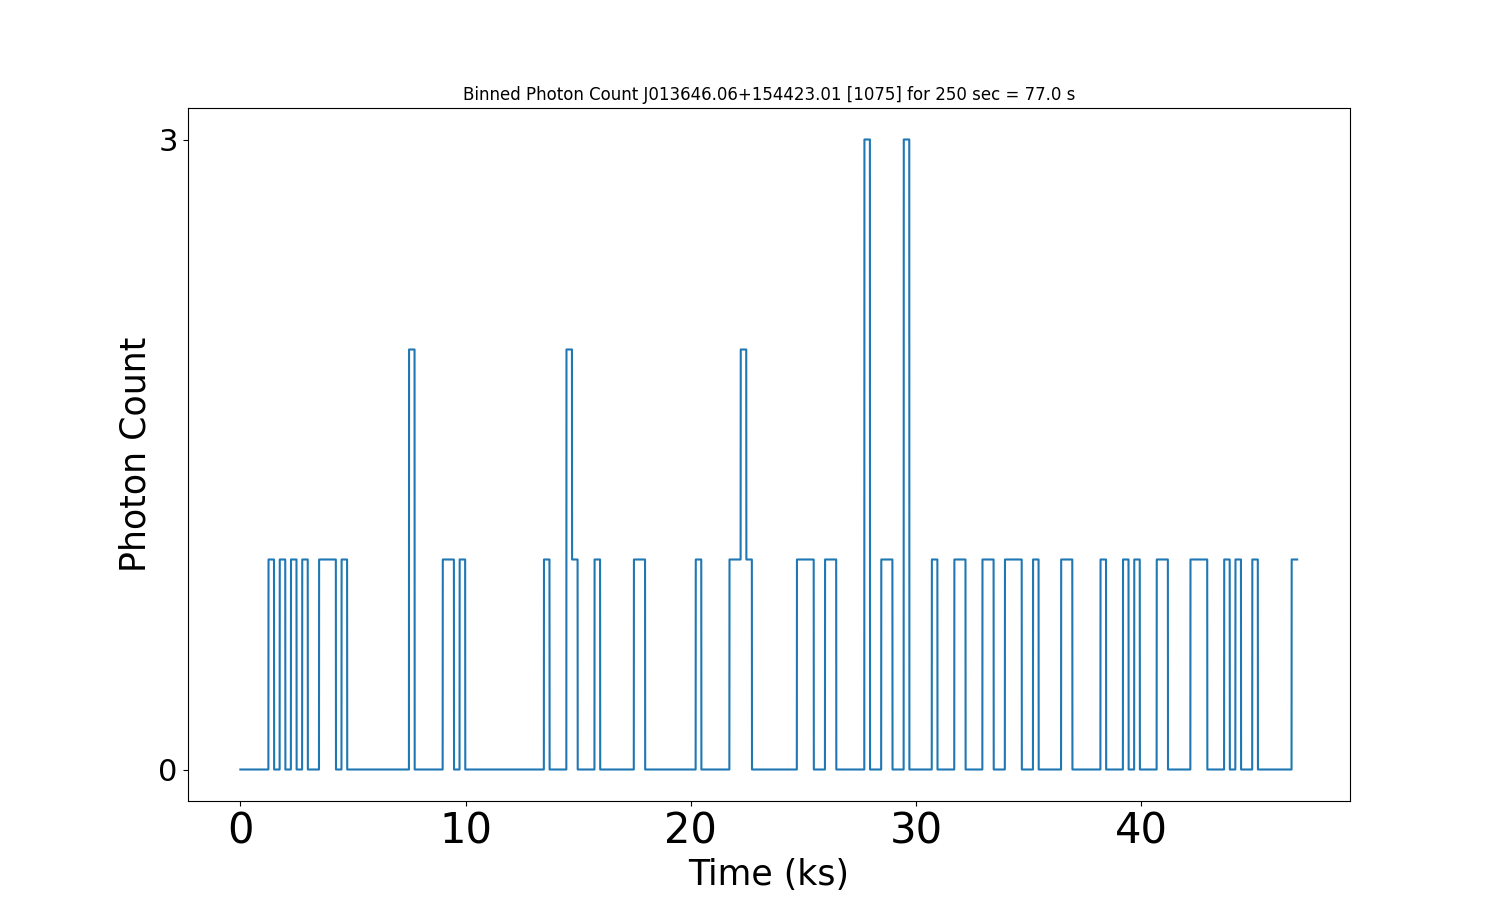 Binned Photon Count J013646.06+154423.01 [1075] for 250 sec = 77.0 s
3
Photon Count
0
0 10 20 30 40
Time (ks)